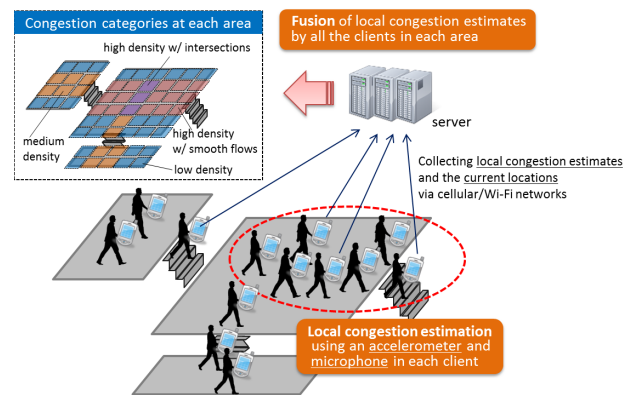 Congestion categories at each area
high density w/ intersections
medium
density
high density
w/ smooth flows
low density
Fusion of local congestion estimates
by all the clients in each area
server
Collecting local congestion estimates
and the current locations
via cellular/Wi-Fi networks
Local congestion estimation
using an accelerometer and
microphone in each client